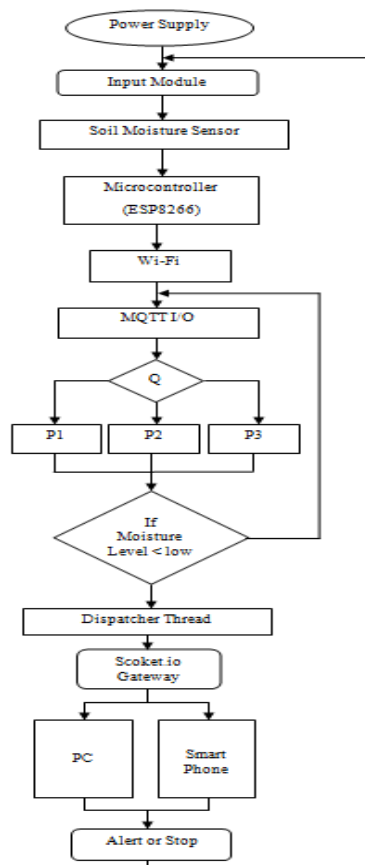 Power Supply
Input Module
Soil Moisture Sensor
Microcontroller
(ESP8266)
Wi-Fi
MQTT I/O
Q
P1 P2 P3
If
Moisture
Level < low
Dispatcher Thread
Scoket.io
Gateway
PC
Smart
Phone
Alert or Stop